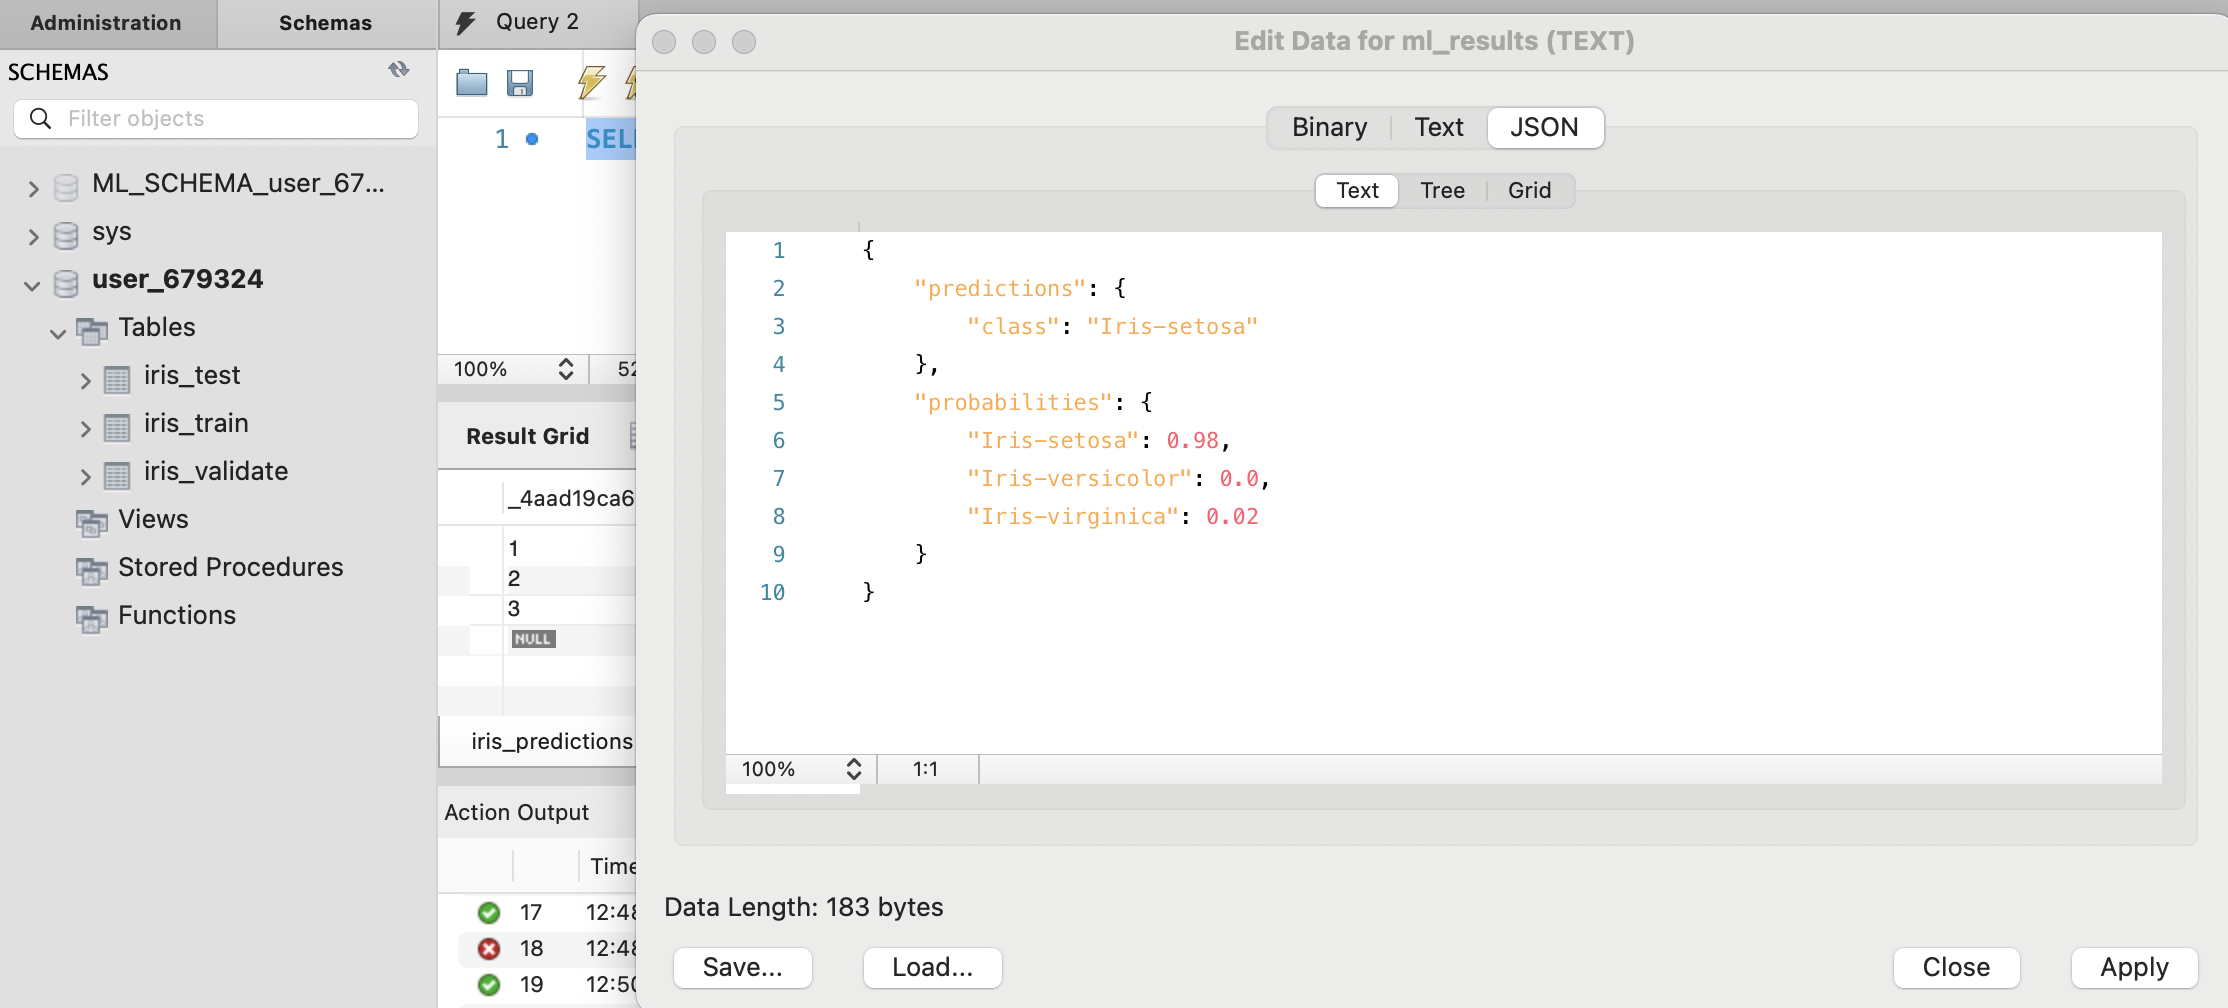 Administration
Schemas
Query 2
SCHEMAS
Filter objects
ML_SCHEMA_user_67...
sys
user_679324
Tables
iris_test
iris_train
iris_validate
Views
Stored Procedures
Functions
1
100%
Result Grid
_4aad19ca6
1
2
3
NULL
iris_predictions
Action Output
Time
17 12:48
18 12:48
19 12:50
Edit Data for ml_results (TEXT)
Binary Text JSON
Text Tree Grid
1 {
2 "predictions": {
3 "class": "Iris-setosa"
4 },
5 "probabilities": {
6 "Iris-setosa": 0.98,
7 "Iris-versicolor": 0.0,
8 "Iris-virginica": 0.02
9 }
10 }
100% 1:1
Data Length: 183 bytes
Save... Load... Close Apply